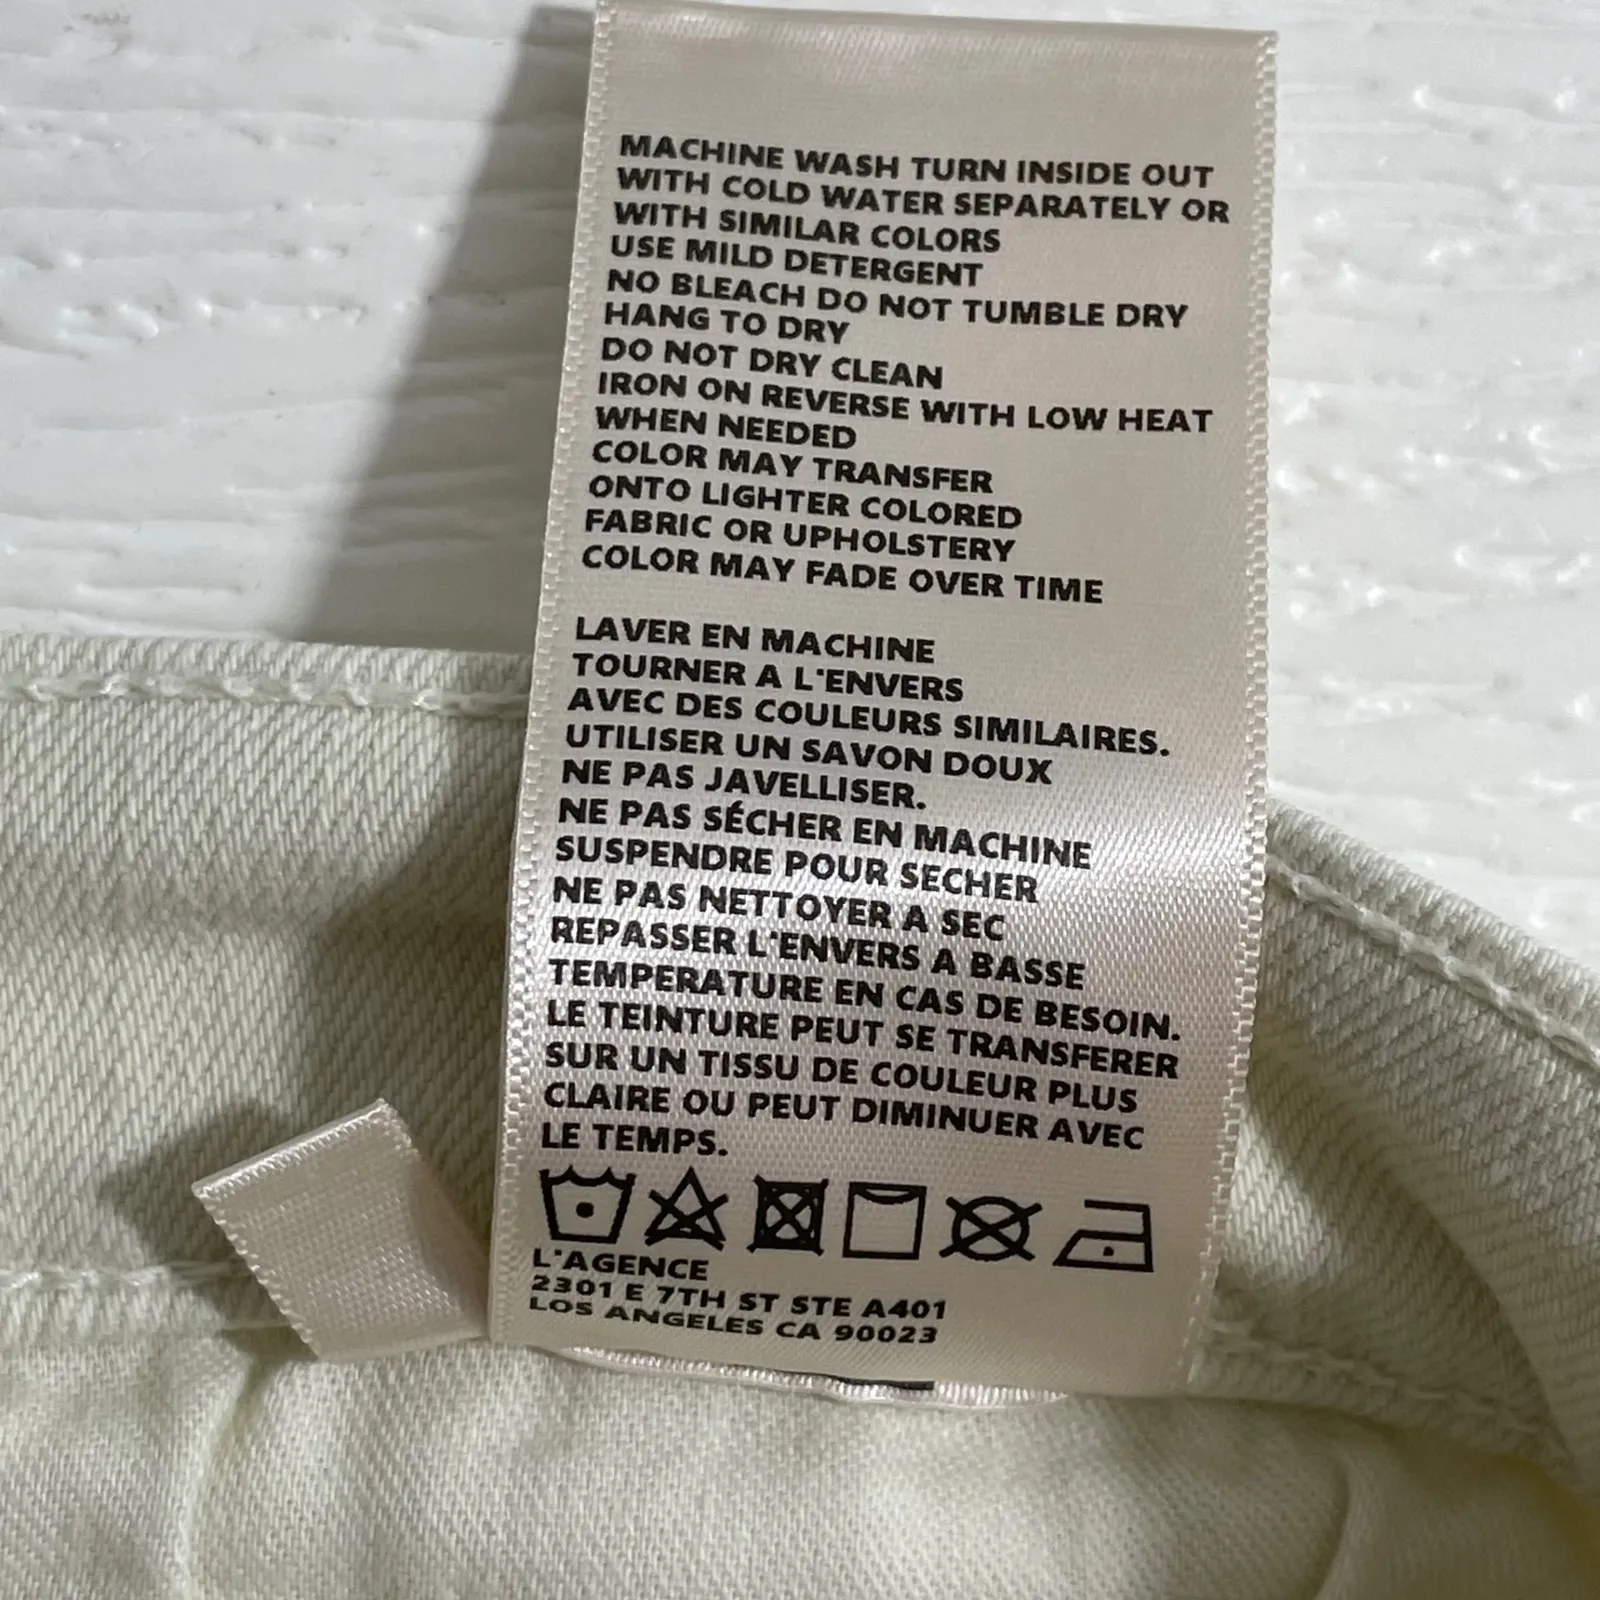 MACHINE WASH TURN INSIDE OUT
WITH COLD WATER SEPARATELY OR
WITH SIMILAR COLORS
USE MILD DETERGENT
NO BLEACH DO NOT TUMBLE DRY
HANG TO DRY
DO NOT DRY CLEAN
IRON ON REVERSE WITH LOW HEAT
WHEN NEEDED
COLOR MAY TRANSFER
ONTO LIGHTER COLORED
FABRIC OR UPHOLSTERY
COLOR MAY FADE OVER TIME
LAVER EN MACHINE
TOURNER A L'ENVERS
AVEC DES COULEURS SIMILAIRES.
UTILISER UN SAVON DOUX
NE PAS JAVELLISER.
NE PAS SÉCHER EN MACHINE
SUSPENDRE POUR SECHER
NE PAS NETTOYER A SEC
REPASSER L'ENVERS A BASSE
TEMPERATURE EN CAS DE BESOIN.
LE TEINTURE PEUT SE TRANSFERER
SUR UN TISSU DE COULEUR PLUS
CLAIRE OU PEUT DIMINUER AVEC
LE TEMPS.
L'AGENCE
2301 E 7TH ST STE A401
LOS ANGELES CA 90023